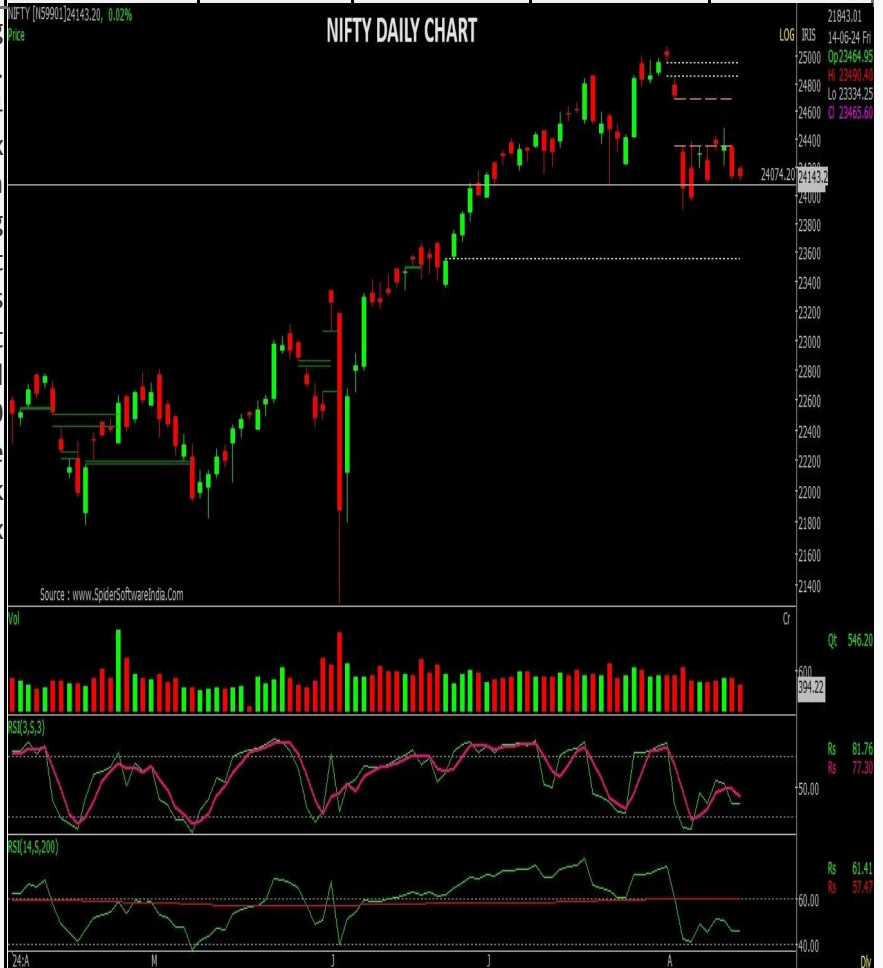 NIFTY [N59901]24143.20, 0.02%
NIFTY DAILY CHART
Price
LOG
IRIS
21843.01
14-06-24 Fri
Op 23464.95
Hi 23490.40
Lo 23334.25
Cl 23465.60
25000
24800
24600
24400
24200
24074.20
24143.2
24000
23800
23600
23400
23200
23000
22800
22600
22400
22200
22000
21800
21600
21400
Source : www.SpiderSoftwareIndia.Com
Vol
Cr
Qt 546.20
600
394.22
RSI(3,S,3)
Rs 81.76
Rs 77.30
50.00
RSI(14,S,200)
Rs 61.41
Rs 57.47
60.00
40.00
24:A M J J A
Dly